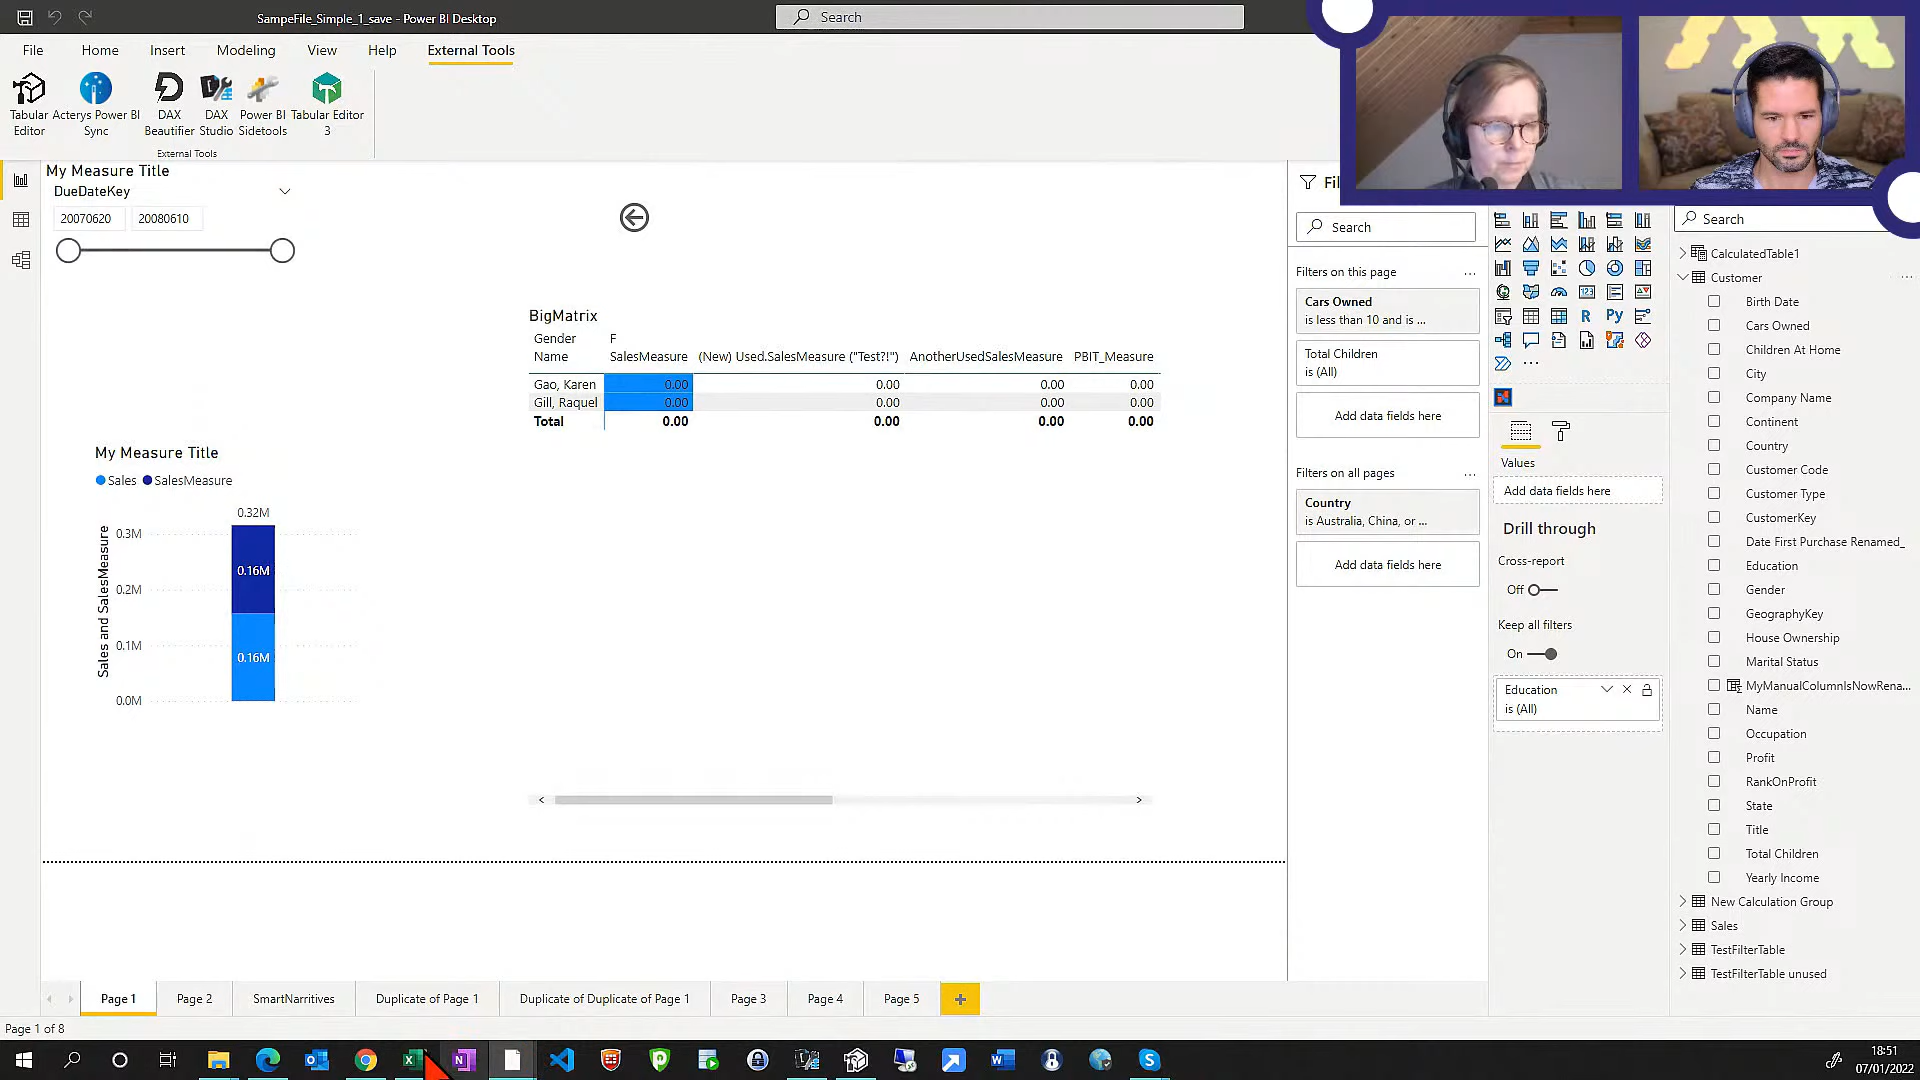 SampeFile_Simple_1_save - Power BI Desktop
Search
File
Home
Insert
Modeling
View
Help
External Tools
Tabular Editor
Acterys Power BI Sync
DAX Beautifier
DAX Studio
Power BI Sidetools
Tabular Editor 3
External Tools
My Measure Title
DueDateKey
20070620
20080610
BigMatrix
Gender F
Name SalesMeasure (New) Used.SalesMeasure ("Test?!") AnotherUsedSalesMeasure PBIT_Measure
Gao, Karen 0.00 0.00 0.00 0.00
Gill, Raquel 0.00 0.00 0.00 0.00
Total 0.00 0.00 0.00 0.00
My Measure Title
Sales SalesMeasure
Sales and SalesMeasure
0.32M
0.3M
0.16M
0.2M
0.1M
0.16M
0.0M
Fil
Search
Filters on this page ...
Cars Owned
is less than 10 and is ...
Total Children
is (All)
Add data fields here
Filters on all pages ...
Country
is Australia, China, or ...
Add data fields here
123
R
Py
...
Values
Add data fields here
Drill through
Cross-report
Off
Keep all filters
On
Education
is (All)
Search
CalculatedTable1
Customer ...
Birth Date
Cars Owned
Children At Home
City
Company Name
Continent
Country
Customer Code
Customer Type
CustomerKey
Date First Purchase Renamed_
Education
Gender
GeographyKey
House Ownership
Marital Status
MyManualColumnIsNowRena...
Name
Occupation
Profit
RankOnProfit
State
Title
Total Children
Yearly Income
New Calculation Group
Sales
TestFilterTable
TestFilterTable unused
Page 1
Page 2
SmartNarritives
Duplicate of Page 1
Duplicate of Duplicate of Page 1
Page 3
Page 4
Page 5
+
Page 1 of 8
18:51
07/01/2022